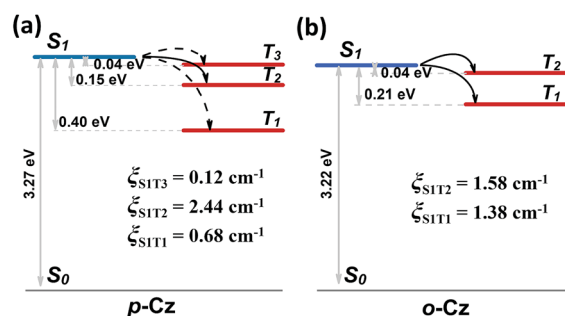 (a)
S1
T3
0.04 eV
T2
0.15 eV
T1
0.40 eV
3.27 eV
ξS1T3 = 0.12 cm-1
ξS1T2 = 2.44 cm-1
ξS1T1 = 0.68 cm-1
S0
p-Cz
(b)
S1
T2
0.04 eV
T1
0.21 eV
3.22 eV
ξS1T2 = 1.58 cm-1
ξS1T1 = 1.38 cm-1
S0
o-Cz